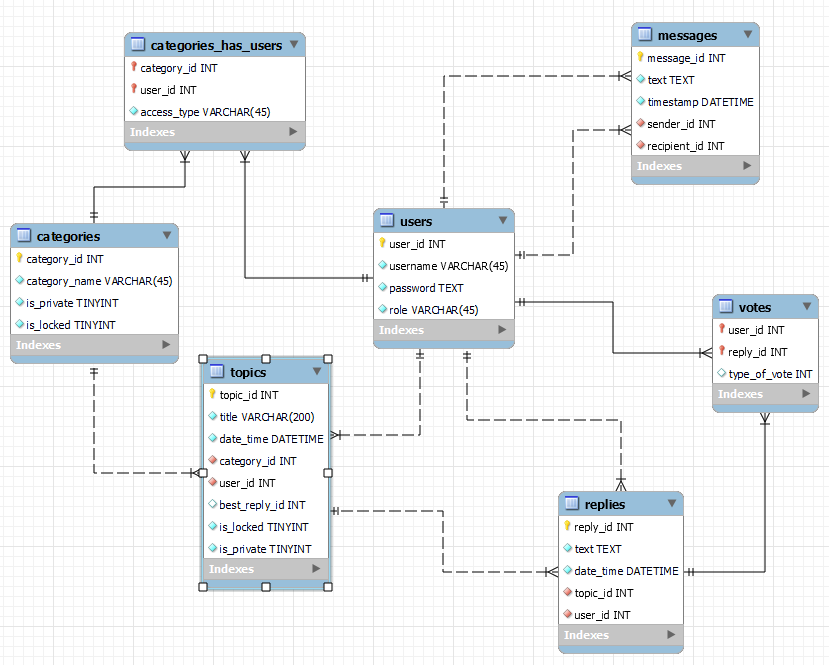 categories_has_users
category_id INT
user_id INT
access_type VARCHAR(45)
Indexes
messages
message_id INT
text TEXT
timestamp DATETIME
sender_id INT
recipient_id INT
Indexes
categories
category_id INT
category_name VARCHAR(45)
is_private TINYINT
is_locked TINYINT
Indexes
users
user_id INT
username VARCHAR(45)
password TEXT
role VARCHAR(45)
Indexes
votes
user_id INT
reply_id INT
type_of_vote INT
Indexes
topics
topic_id INT
title VARCHAR(200)
date_time DATETIME
category_id INT
user_id INT
best_reply_id INT
is_locked TINYINT
is_private TINYINT
Indexes
replies
reply_id INT
text TEXT
date_time DATETIME
topic_id INT
user_id INT
Indexes